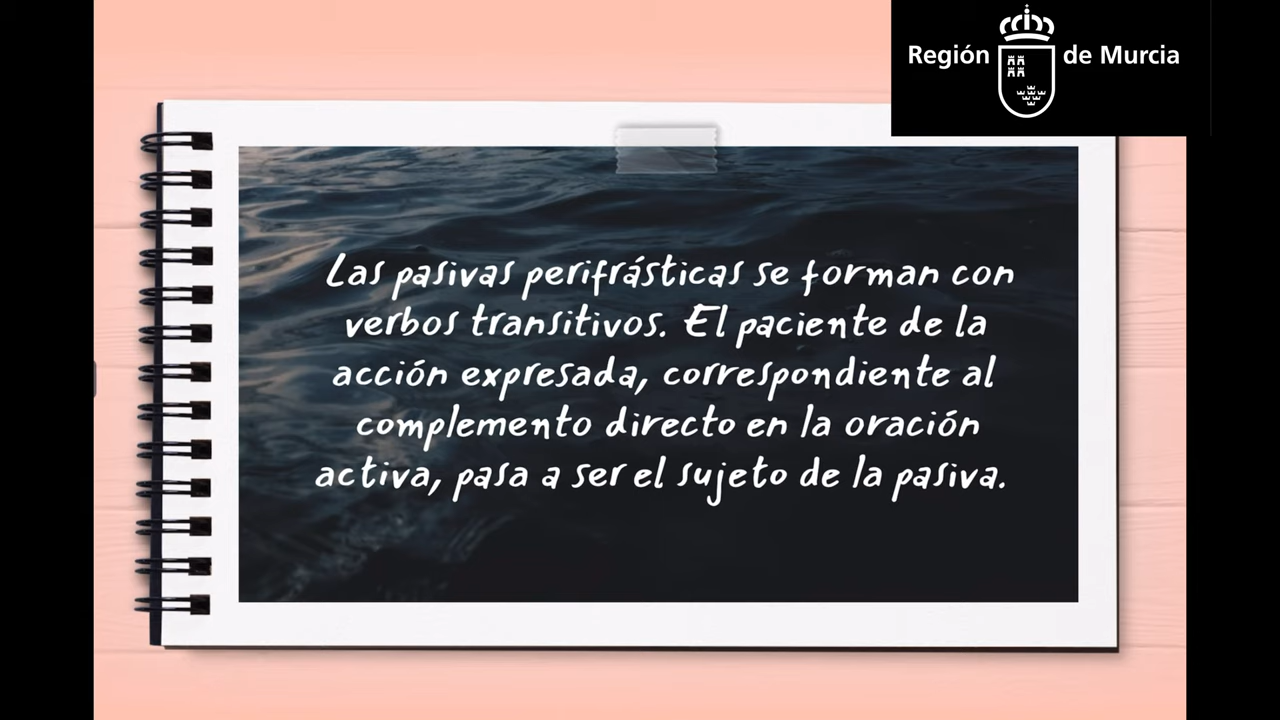 Región de Murcia
Las pasivas perifrásticas se forman con
verbos transitivos. El paciente de la
acción expresada, correspondiente al
complemento directo en la oración
activa, pasa a ser el sujeto de la pasiva.